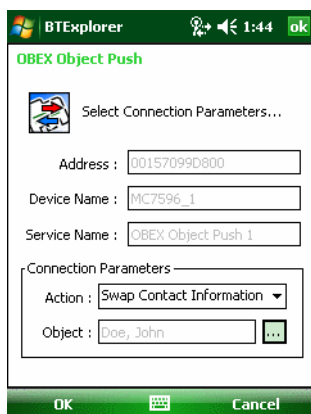 BTExplorer 1:44 ok
OBEX Object Push
Select Connection Parameters...
Address : 00157099D800
Device Name : MC7596_1
Service Name : OBEX Object Push 1
Connection Parameters
Action : Swap Contact Information
Object : Doe, John ...
OK Cancel